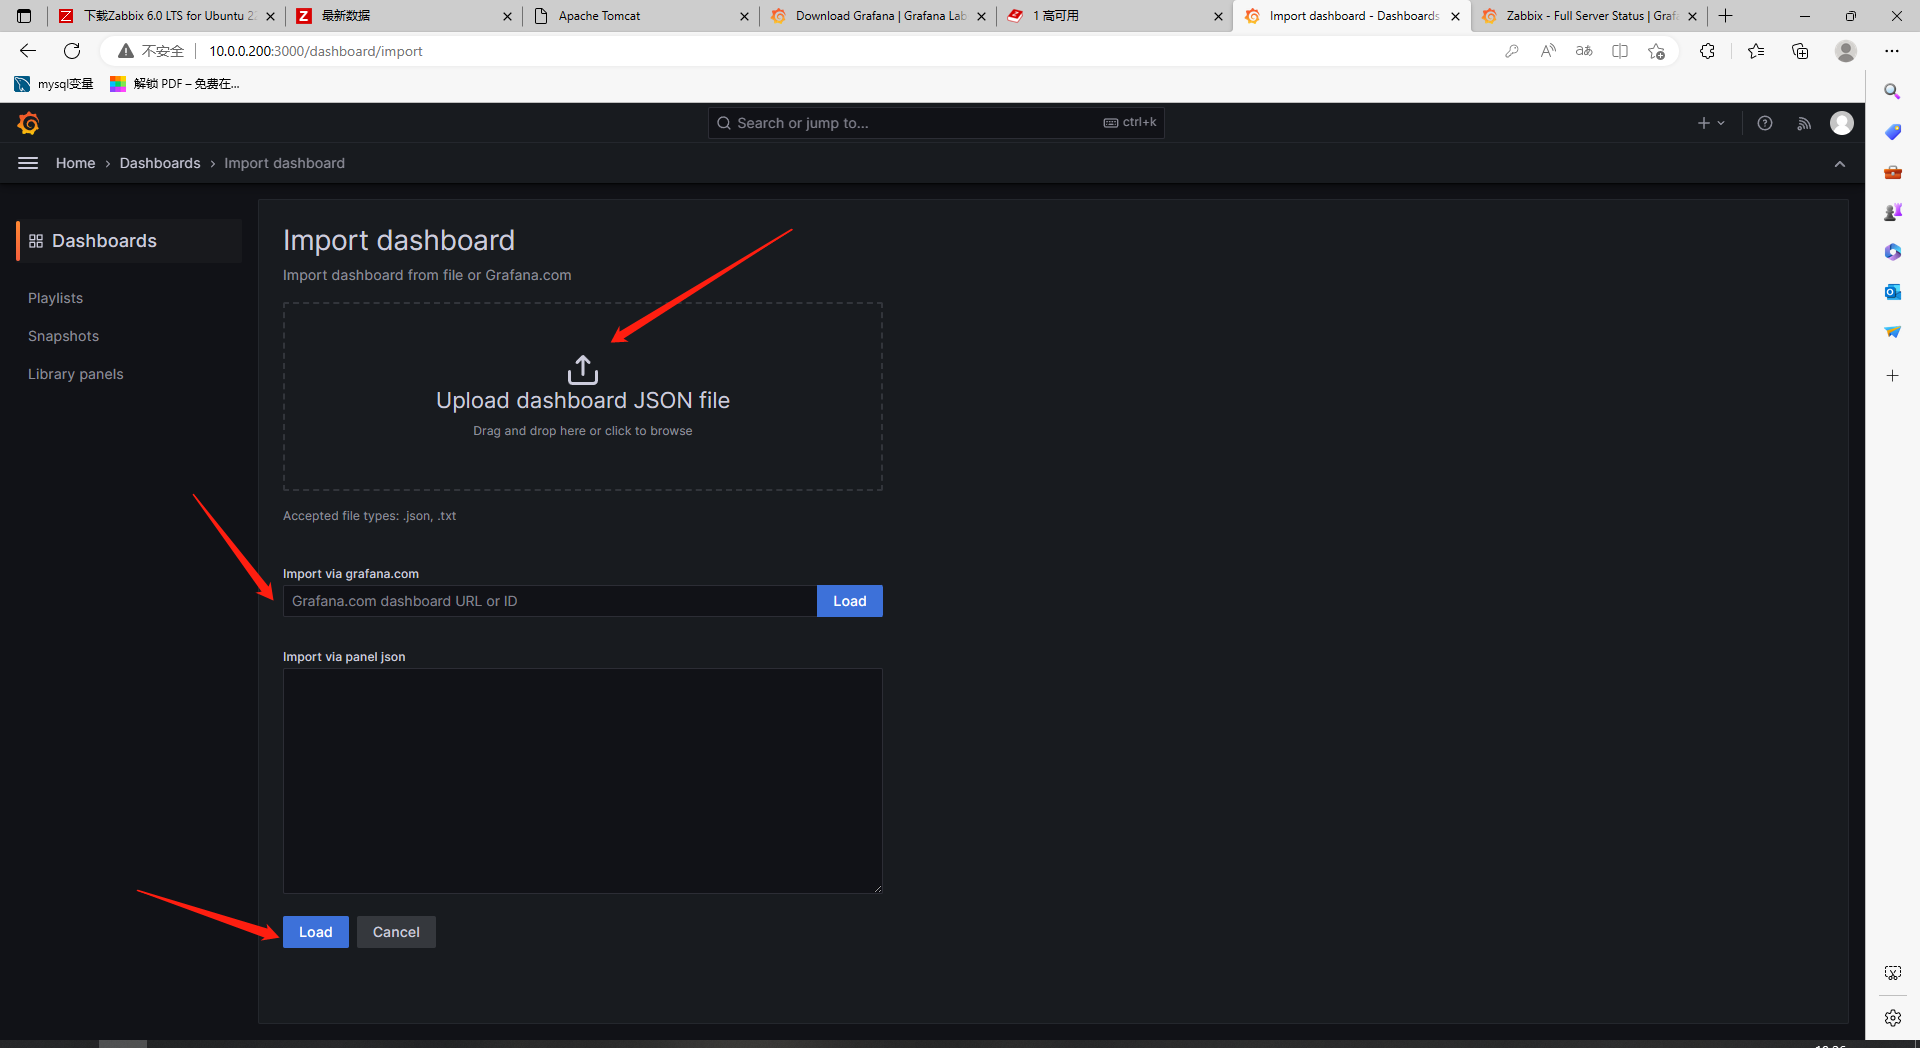 下载Zabbix 6.0 LTS for Ubuntu 22
最新数据
Apache Tomcat
Download Grafana | Grafana Lab
1 高可用
Import dashboard - Dashboards
Zabbix - Full Server Status | Graf
不安全
10.0.0.200:3000/dashboard/import
mysql变量
解锁 PDF – 免费在...
Search or jump to...
ctrl+k
Home › Dashboards › Import dashboard
Dashboards
Playlists
Snapshots
Library panels
Import dashboard
Import dashboard from file or Grafana.com
Upload dashboard JSON file
Drag and drop here or click to browse
Accepted file types: .json, .txt
Import via grafana.com
Grafana.com dashboard URL or ID
Load
Import via panel json
Load
Cancel